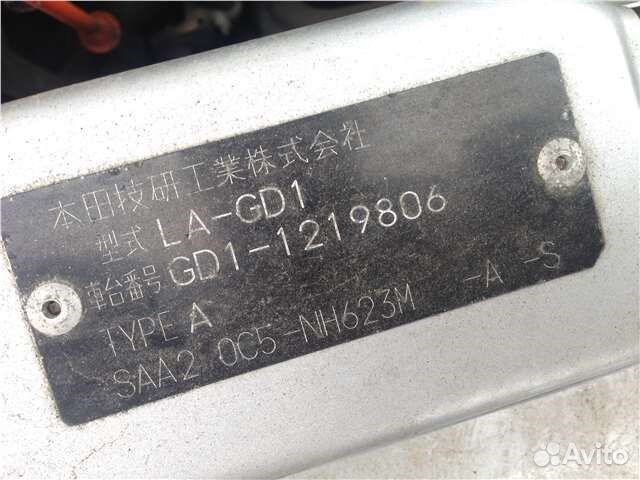 本田技研工業株式会社
型式 LA-GD1
車台番号 GD1-1219806
TYPE A
SAA2 0C5-NH623M -A -S
Avito